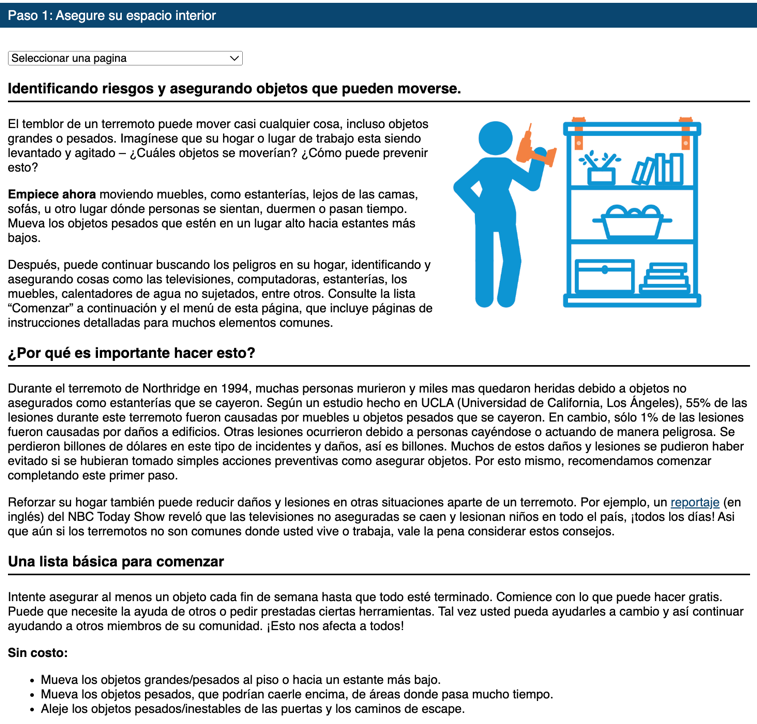 Paso 1: Asegure su espacio interior
Seleccionar una pagina
Identificando riesgos y asegurando objetos que pueden moverse.
El temblor de un terremoto puede mover casi cualquier cosa, incluso objetos
grandes o pesados. Imagínese que su hogar o lugar de trabajo esta siendo
levantado y agitado – ¿Cuáles objetos se moverían? ¿Cómo puede prevenir
esto?
Empiece ahora moviendo muebles, como estanterías, lejos de las camas,
sofás, u otro lugar dónde personas se sientan, duermen o pasan tiempo.
Mueva los objetos pesados que estén en un lugar alto hacia estantes más
bajos.
Después, puede continuar buscando los peligros en su hogar, identificando y
asegurando cosas como las televisiones, computadoras, estanterías, los
muebles, calentadores de agua no sujetados, entre otros. Consulte la lista
“Comenzar” a continuación y el menú de esta página, que incluye páginas de
instrucciones detalladas para muchos elementos comunes.
¿Por qué es importante hacer esto?
Durante el terremoto de Northridge en 1994, muchas personas murieron y miles mas quedaron heridas debido a objetos no
asegurados como estanterías que se cayeron. Según un estudio hecho en UCLA (Universidad de California, Los Ángeles), 55% de las
lesiones durante este terremoto fueron causadas por muebles u objetos pesados que se cayeron. En cambio, sólo 1% de las lesiones
fueron causadas por daños a edificios. Otras lesiones ocurrieron debido a personas cayéndose o actuando de manera peligrosa. Se
perdieron billones de dólares en este tipo de incidentes y daños, así es billones. Muchos de estos daños y lesiones se pudieron haber
evitado si se hubieran tomado simples acciones preventivas como asegurar objetos. Por esto mismo, recomendamos comenzar
completando este primer paso.
Reforzar su hogar también puede reducir daños y lesiones en otras situaciones aparte de un terremoto. Por ejemplo, un reportaje (en
inglés) del NBC Today Show reveló que las televisiones no aseguradas se caen y lesionan niños en todo el país, ¡todos los días! Asi
que aún si los terremotos no son comunes donde usted vive o trabaja, vale la pena considerar estos consejos.
Una lista básica para comenzar
Intente asegurar al menos un objeto cada fin de semana hasta que todo esté terminado. Comience con lo que puede hacer gratis.
Puede que necesite la ayuda de otros o pedir prestadas ciertas herramientas. Tal vez usted pueda ayudarles a cambio y así continuar
ayudando a otros miembros de su comunidad. ¡Esto nos afecta a todos!
Sin costo:
• Mueva los objetos grandes/pesados al piso o hacia un estante más bajo.
• Mueva los objetos pesados, que podrían caerle encima, de áreas donde pasa mucho tiempo.
• Aleje los objetos pesados/inestables de las puertas y los caminos de escape.